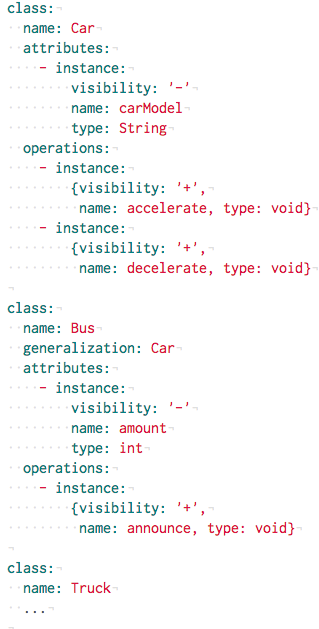 class:
  name: Car
  attributes:
    - instance:
        visibility: '-'
        name: carModel
        type: String
  operations:
    - instance:
        {visibility: '+',
         name: accelerate, type: void}
    - instance:
        {visibility: '+',
         name: decelerate, type: void}

class:
  name: Bus
  generalization: Car
  attributes:
    - instance:
        visibility: '-'
        name: amount
        type: int
  operations:
    - instance:
        {visibility: '+',
         name: announce, type: void}

class:
  name: Truck
  ...